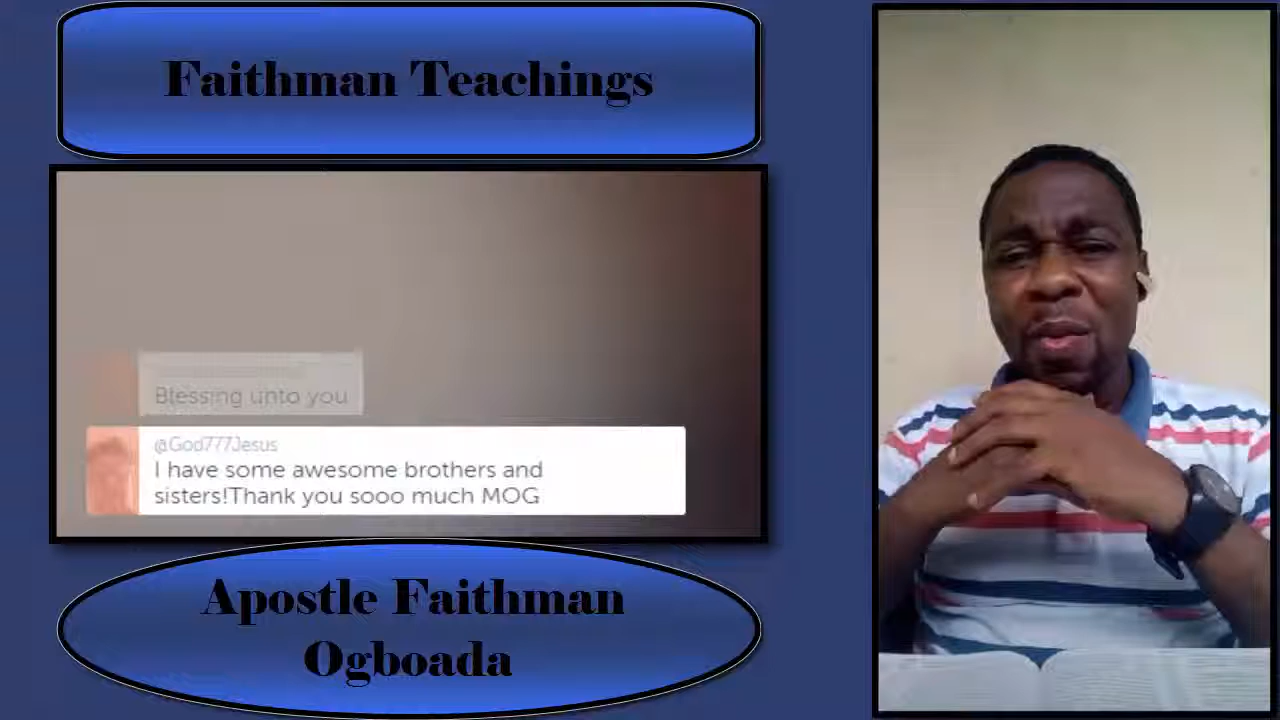 Faithman Teachings
Blessing unto you
@God777Jesus
I have some awesome brothers and
sisters!Thank you sooo much MOG
Apostle Faithman
Ogboada